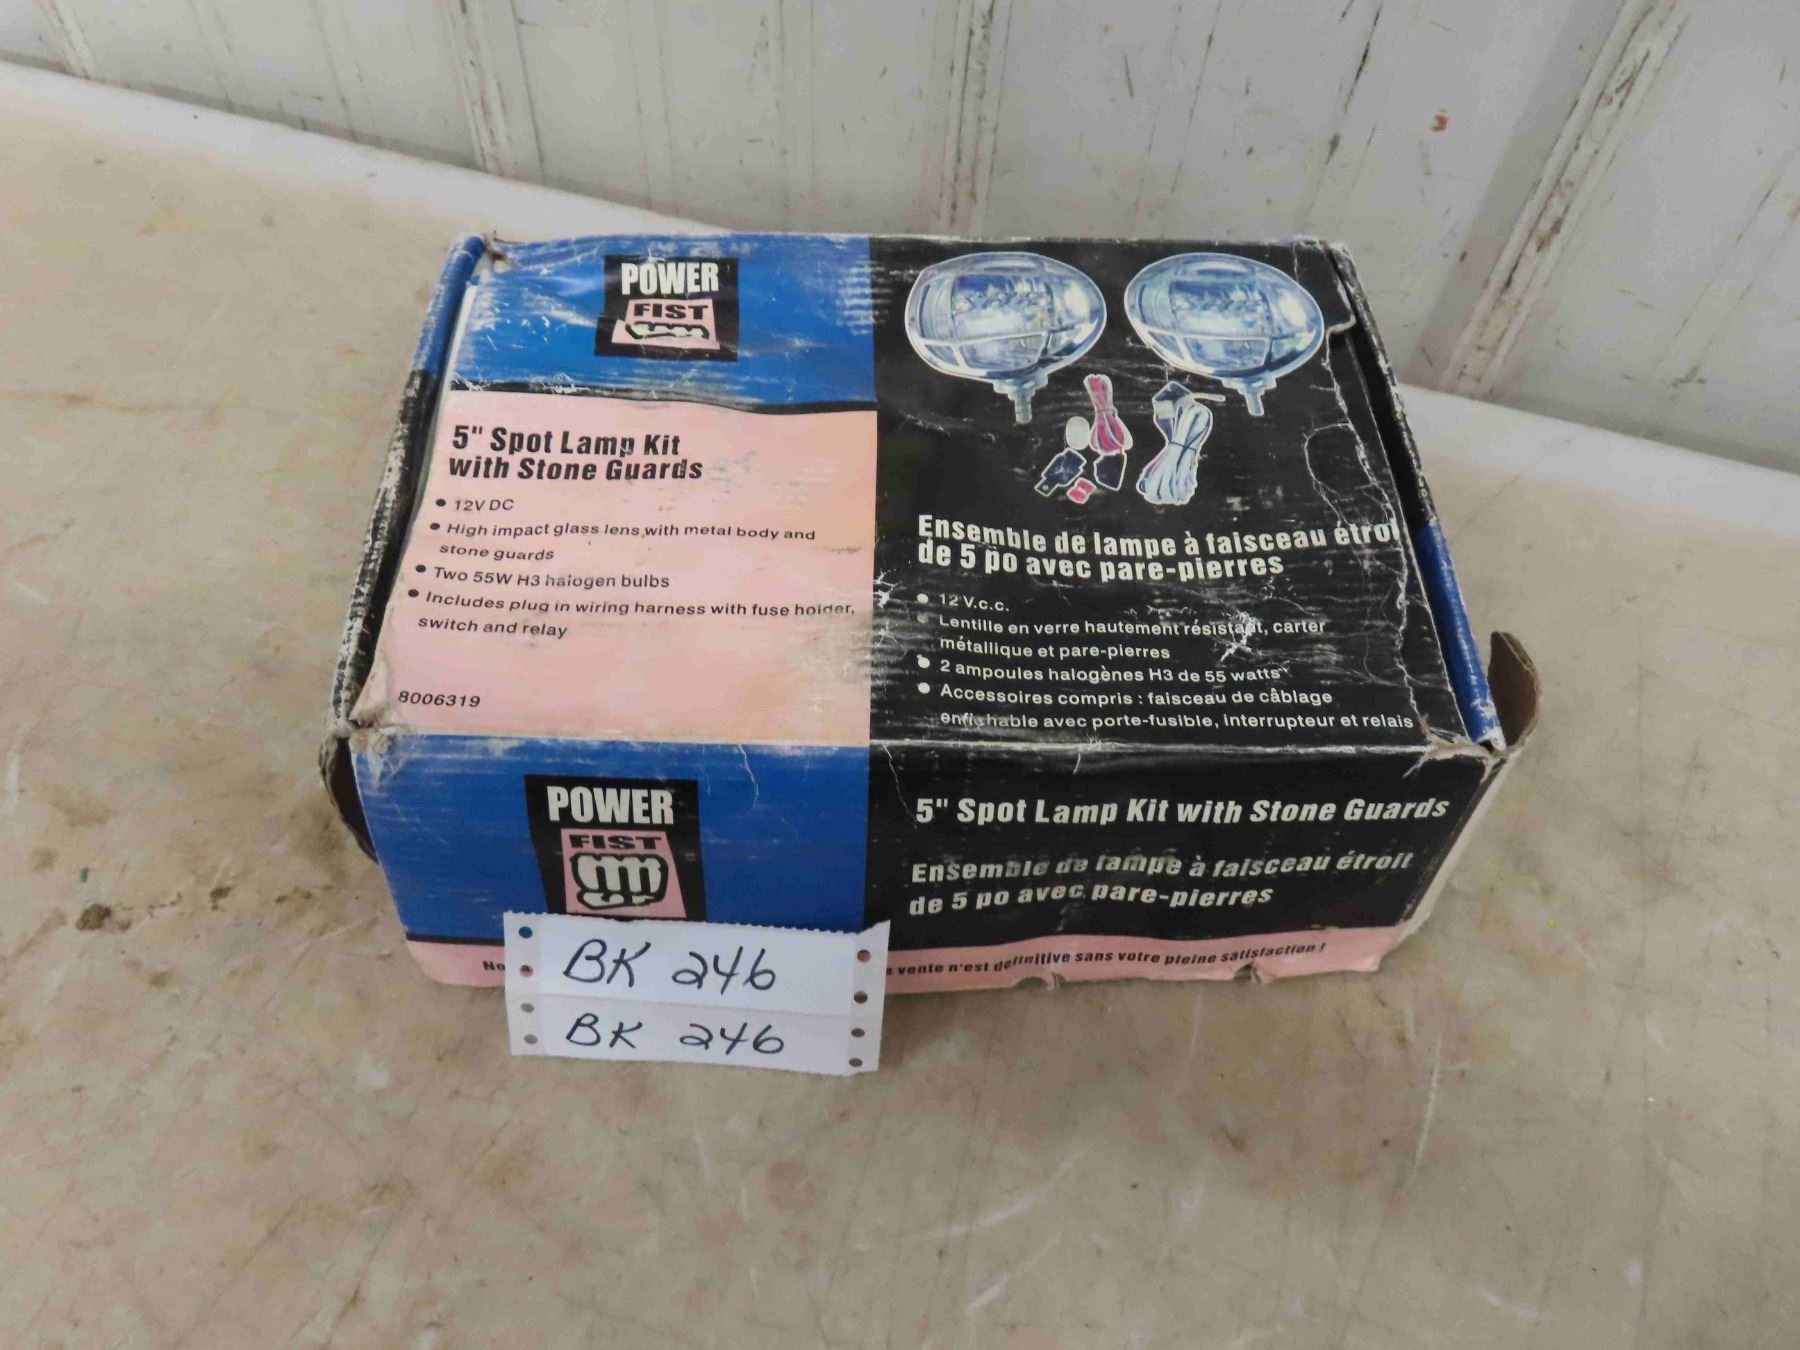 POWER
FIST
5" Spot Lamp Kit
with Stone Guards
• 12V DC
• High impact glass lens with metal body and
stone guards
• Two 55W H3 halogen bulbs
• Includes plug in wiring harness with fuse holder,
switch and relay
8006319
Ensemble de lampe à faisceau étroi
de 5 po avec pare-pierres
• 12 V.c.c.
• Lentille en verre hautement résistant, carter
métallique et pare-pierres
• 2 ampoules halogènes H3 de 55 watts
• Accessoires compris : faisceau de câblage
enfichable avec porte-fusible, interrupteur et relais
POWER
FIST
5" Spot Lamp Kit with Stone Guards
Ensemble de lampe à faisceau étroit
de 5 po avec pare-pierres
No
vente n'est definitive sans votre pleine satisfaction !
BK 246
BK 246